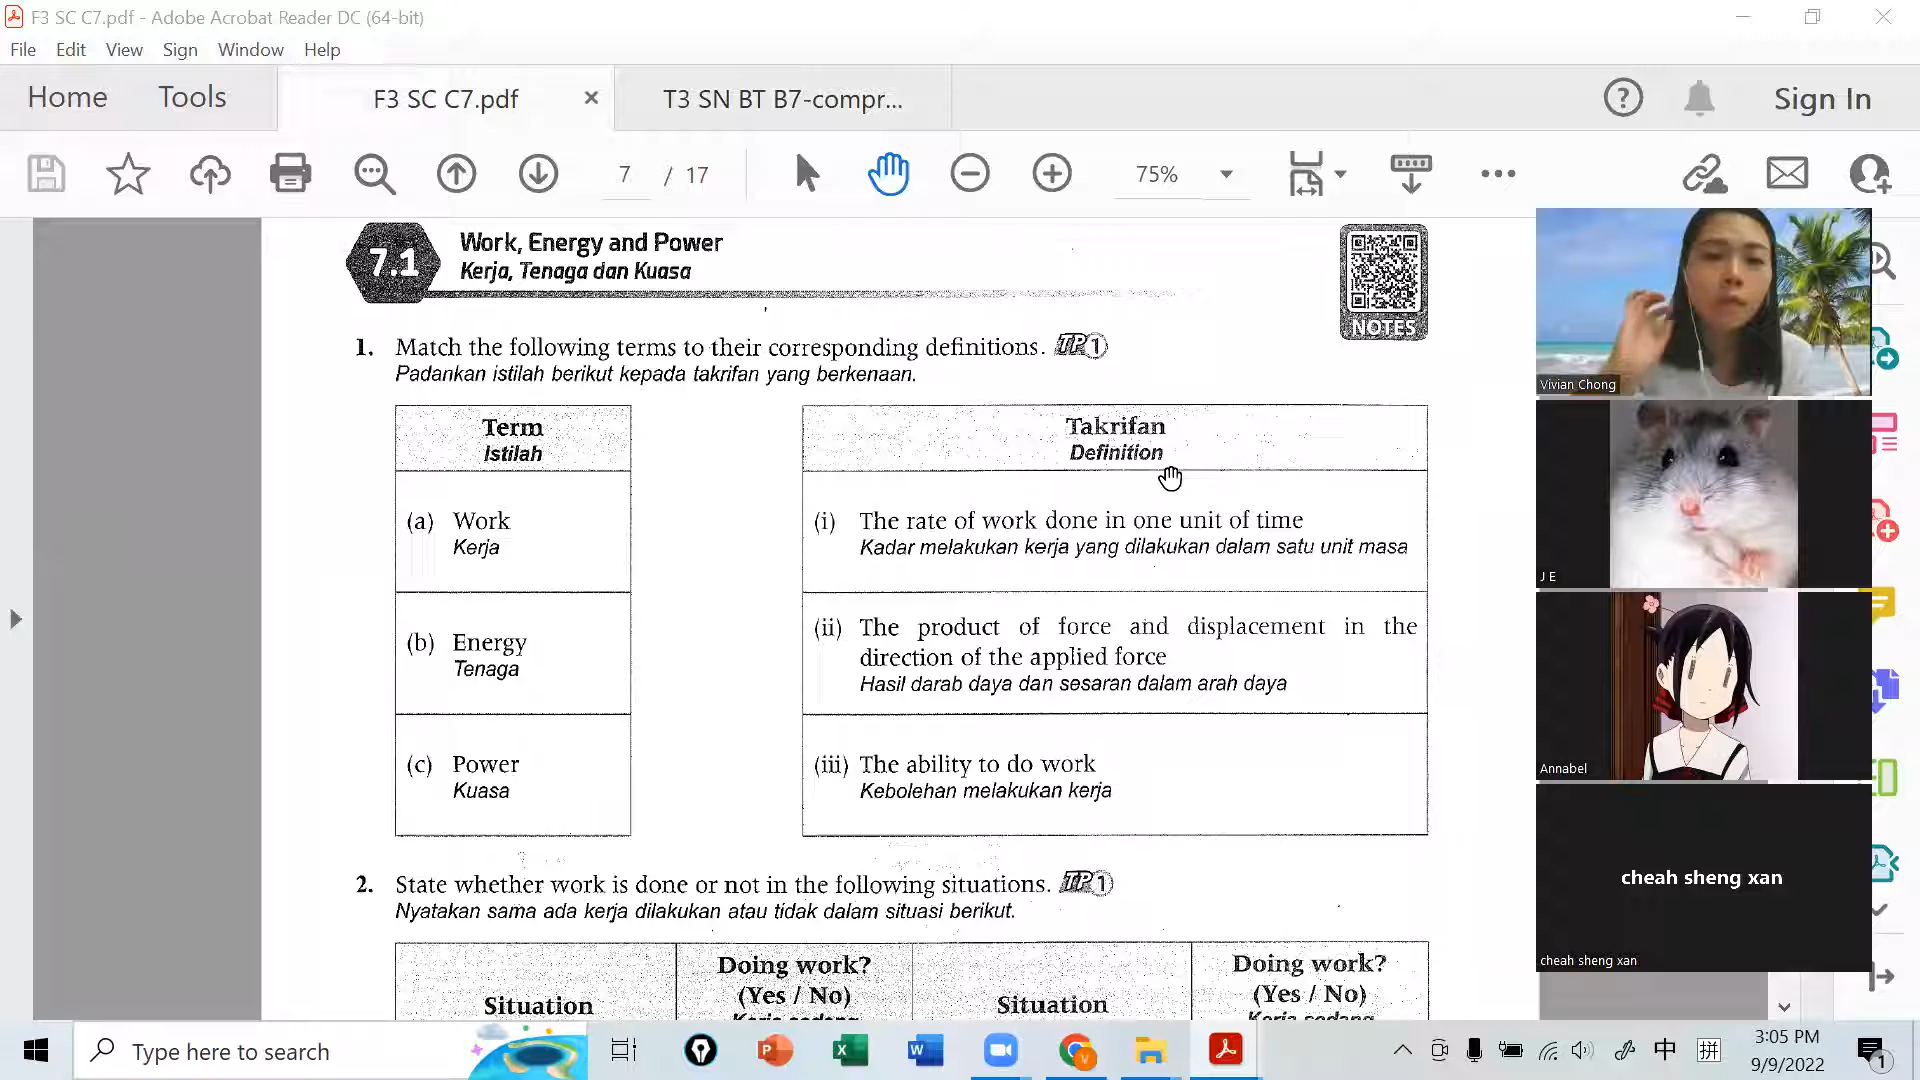 F3 SC C7.pdf - Adobe Acrobat Reader DC (64-bit)
File Edit View Sign Window Help
Home Tools F3 SC C7.pdf × T3 SN BT B7-compr... Sign In
7 / 17 75%
7.1 Work, Energy and Power
Kerja, Tenaga dan Kuasa
NOTES
1. Match the following terms to their corresponding definitions. TP1
Padankan istilah berikut kepada takrifan yang berkenaan.
Term
Istilah
(a) Work
Kerja
(b) Energy
Tenaga
(c) Power
Kuasa
Takrifan
Definition
(i) The rate of work done in one unit of time
Kadar melakukan kerja yang dilakukan dalam satu unit masa
(ii) The product of force and displacement in the
direction of the applied force
Hasil darab daya dan sesaran dalam arah daya
(iii) The ability to do work
Kebolehan melakukan kerja
2. State whether work is done or not in the following situations. TP1
Nyatakan sama ada kerja dilakukan atau tidak dalam situasi berikut.
Situation
Doing work?
(Yes / No)
Kerja sedang
Situation
Doing work?
(Yes / No)
Kerja sedang
Vivian Chong
J E
Annabel
cheah sheng xan
cheah sheng xan
Type here to search
中 拼
3:05 PM
9/9/2022
1